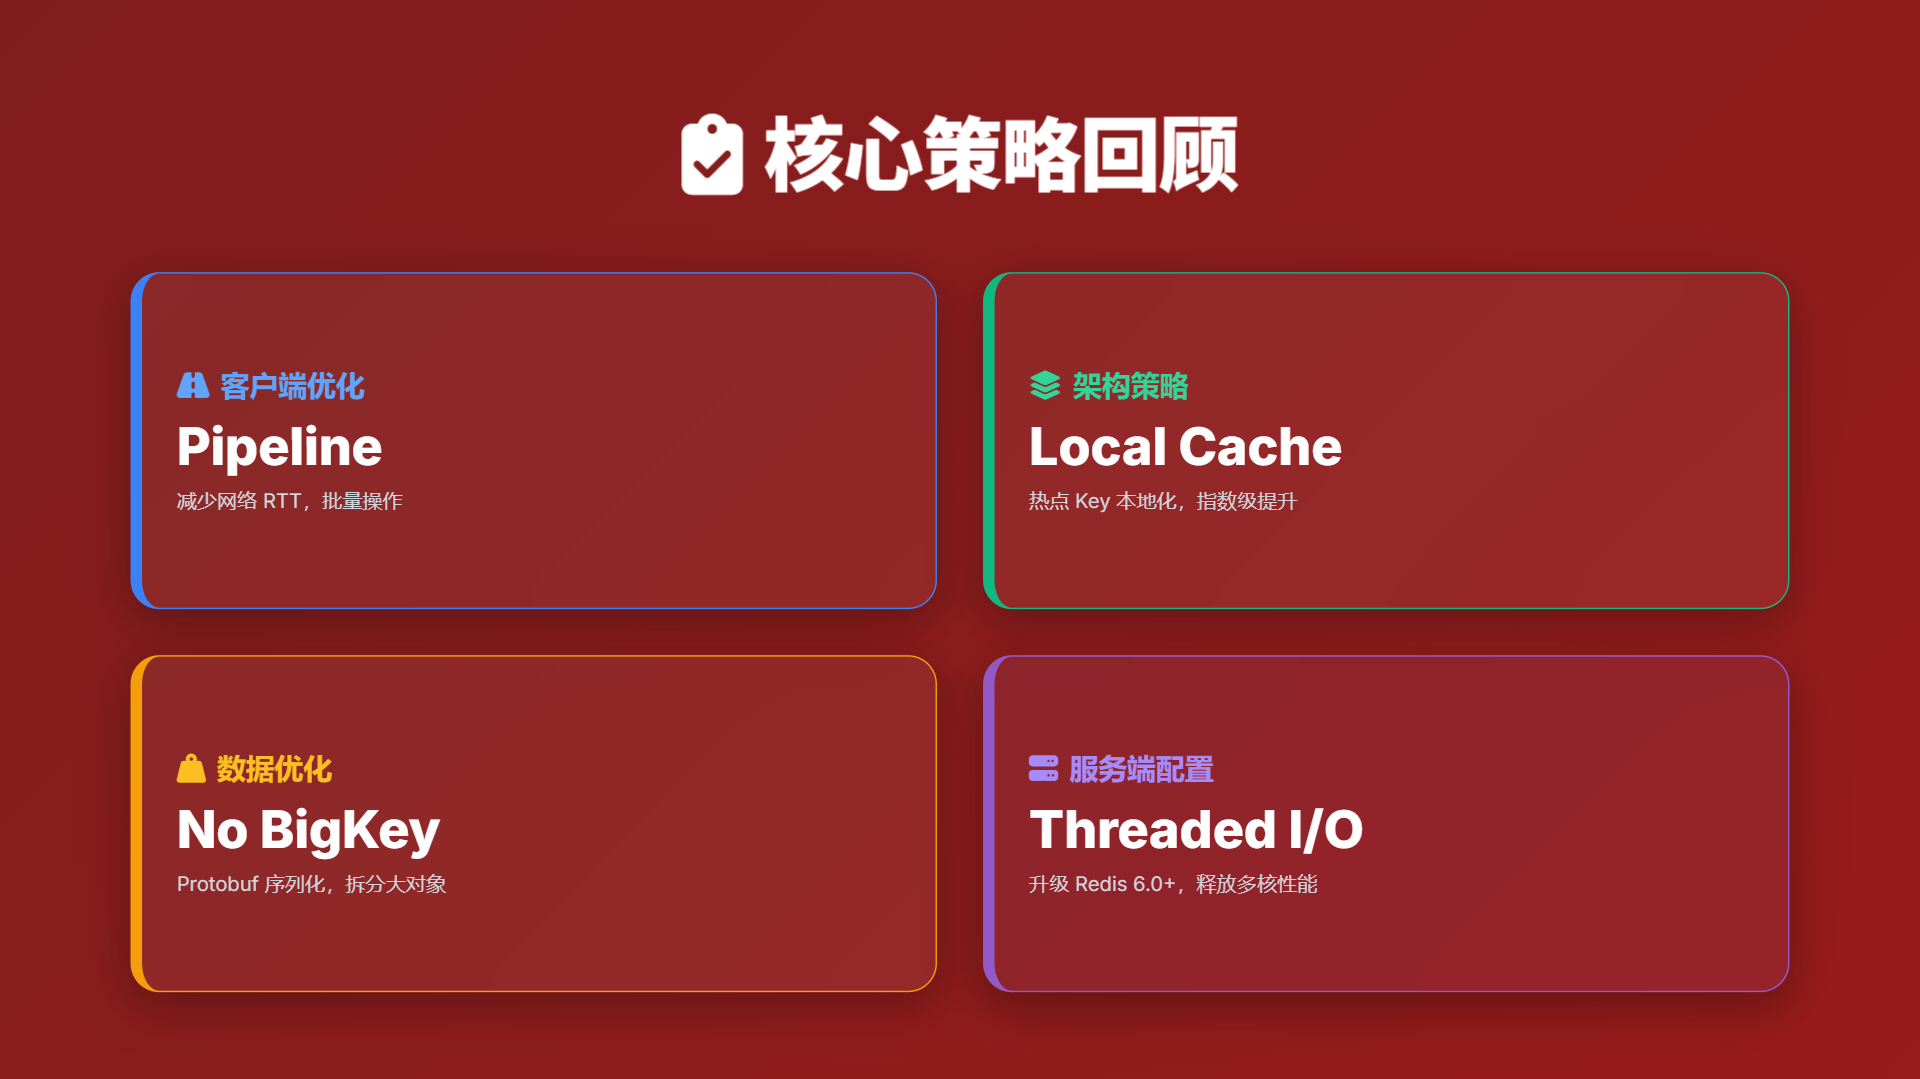 核心策略回顾
客户端优化
Pipeline
减少网络 RTT，批量操作
架构策略
Local Cache
热点 Key 本地化，指数级提升
数据优化
No BigKey
Protobuf 序列化，拆分大对象
服务端配置
Threaded I/O
升级 Redis 6.0+，释放多核性能